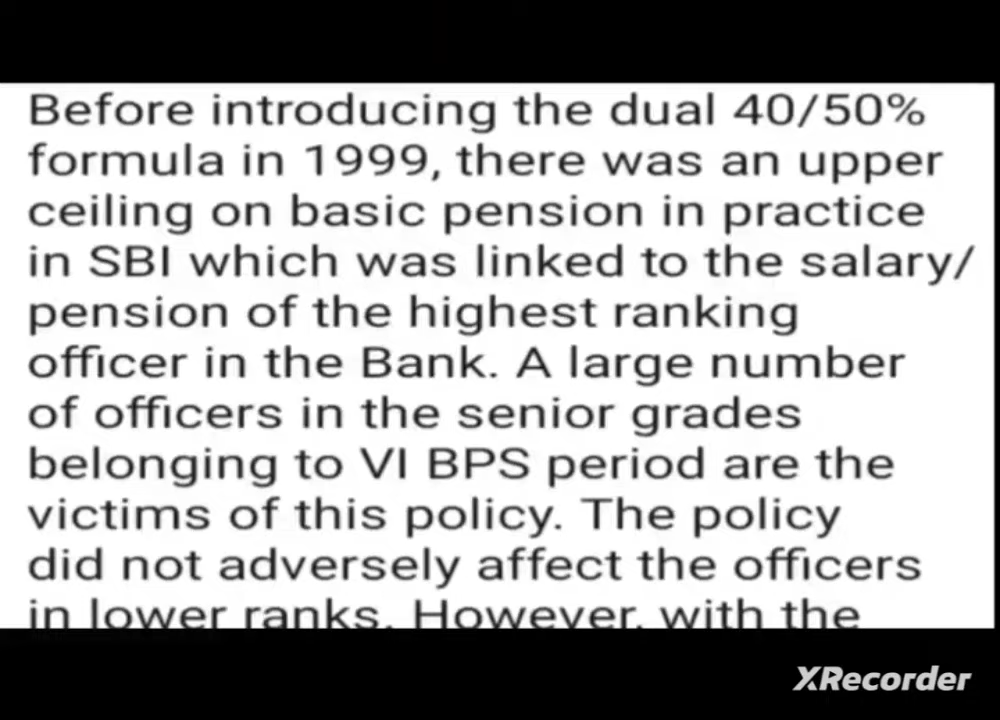 Before introducing the dual 40/50%
formula in 1999, there was an upper
ceiling on basic pension in practice
in SBI which was linked to the salary/
pension of the highest ranking
officer in the Bank. A large number
of officers in the senior grades
belonging to VI BPS period are the
victims of this policy. The policy
did not adversely affect the officers
in lower ranks. However, with the
XRecorder